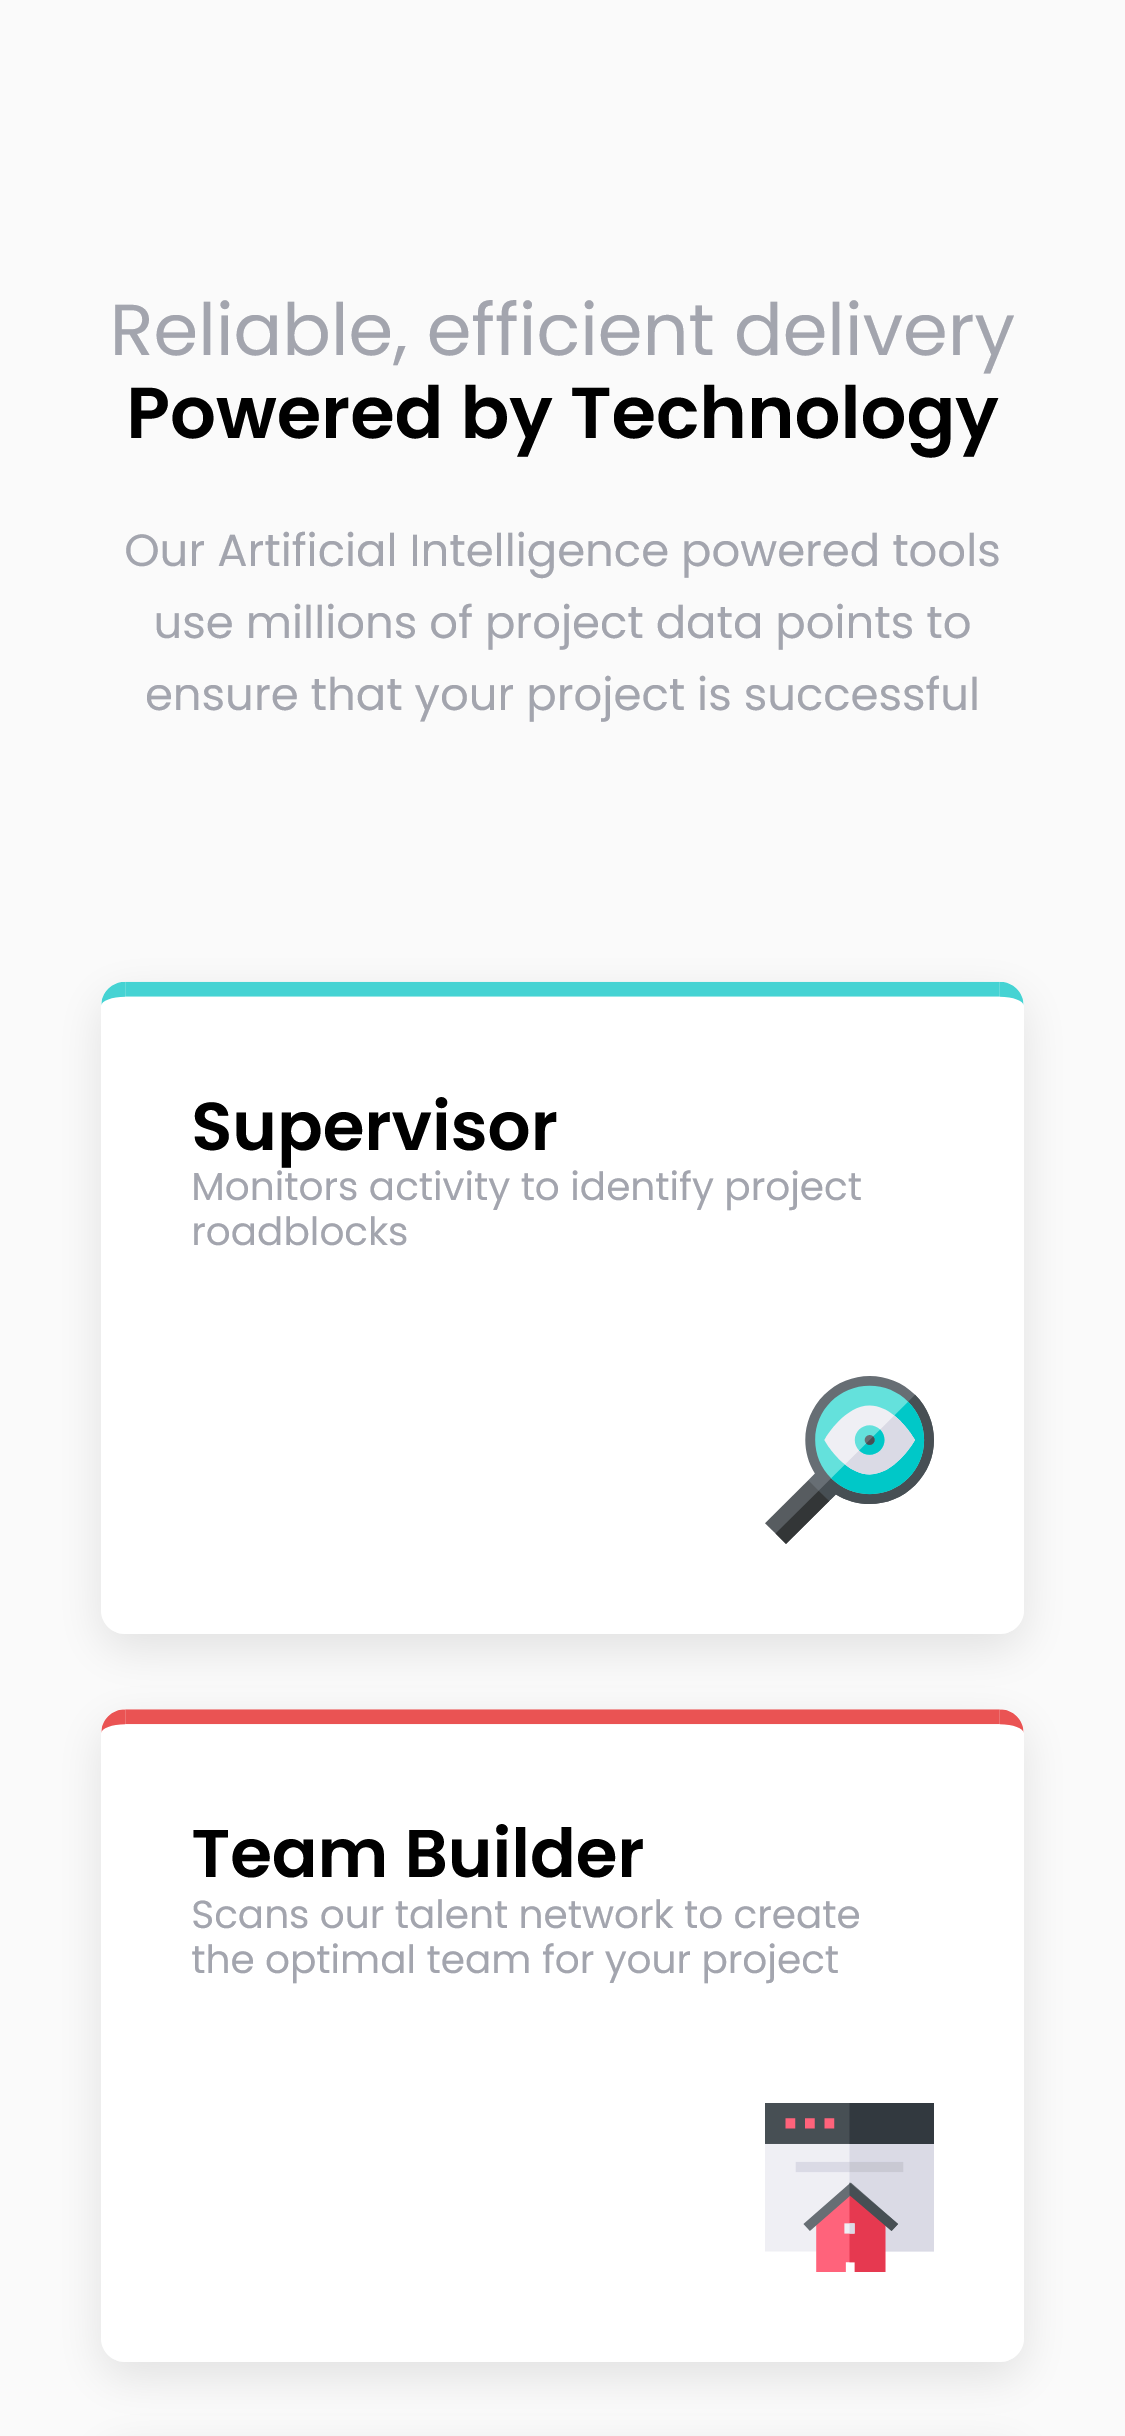 Reliable, efficient delivery
Powered by Technology
Our Artificial Intelligence powered tools
use millions of project data points to
ensure that your project is successful
Supervisor
Monitors activity to identify project
roadblocks
Team Builder
Scans our talent network to create
the optimal team for your project